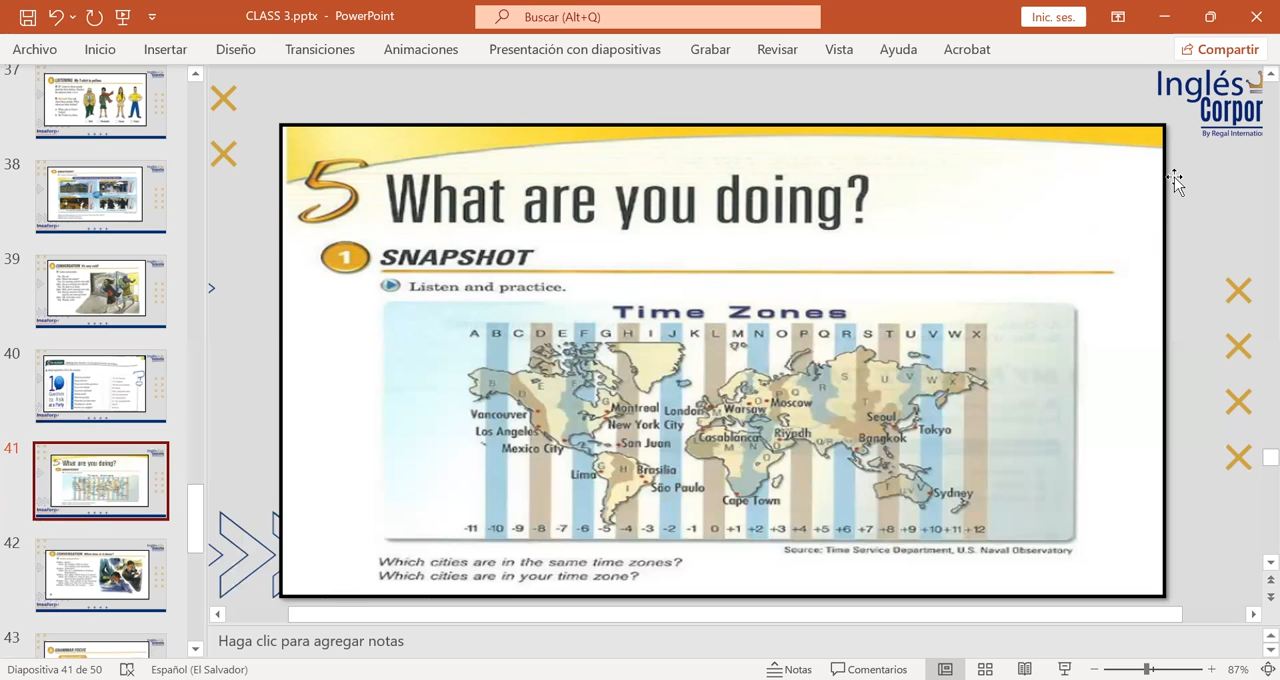 CLASS 3.pptx - PowerPoint
Buscar (Alt+Q)
Inic. ses.
Archivo Inicio Insertar Diseño Transiciones Animaciones Presentación con diapositivas Grabar Revisar Vista Ayuda Acrobat Compartir
37
38
39
40
41
42
43
Inglés
Corpor
By Regal Internatio
5 What are you doing?
1 SNAPSHOT
Listen and practice.
Time Zones
A B C D E F G H I J K L M N O P Q R S T U V W X
Vancouver
Montreal
London
Warsaw
Moscow
Los Angeles
New York City
Seoul
Tokyo
Mexico City
San Juan
Casablanca
Riyadh
Bangkok
Lima
Brasilia
São Paulo
Cape Town
Sydney
-11 -10 -9 -8 -7 -6 -5 -4 -3 -2 -1 0 +1 +2 +3 +4 +5 +6 +7 +8 +9 +10 +11 +12
Source: Time Service Department, U.S. Naval Observatory
Which cities are in the same time zones?
Which cities are in your time zone?
Haga clic para agregar notas
Diapositiva 41 de 50 Español (El Salvador) Notas Comentarios 87%